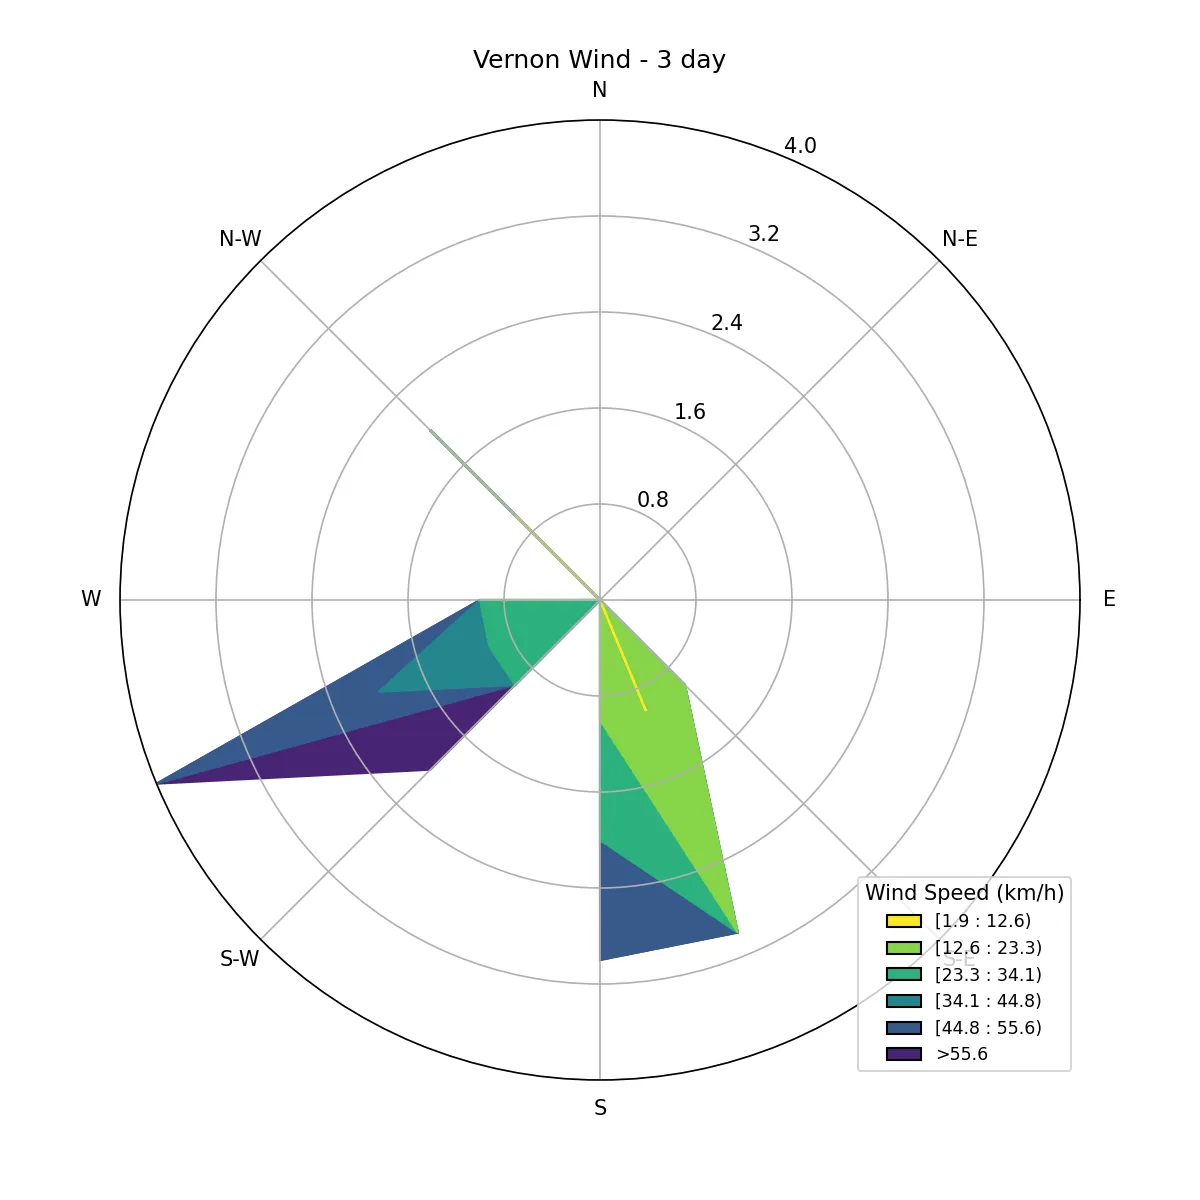 Vernon Wind - 3 day
N
4.0
N-W
3.2
N-E
2.4
1.6
0.8
W
E
Wind Speed (km/h)
[1.9 : 12.6)
[12.6 : 23.3)
S-W
S-E
[23.3 : 34.1)
[34.1 : 44.8)
[44.8 : 55.6)
>55.6
S